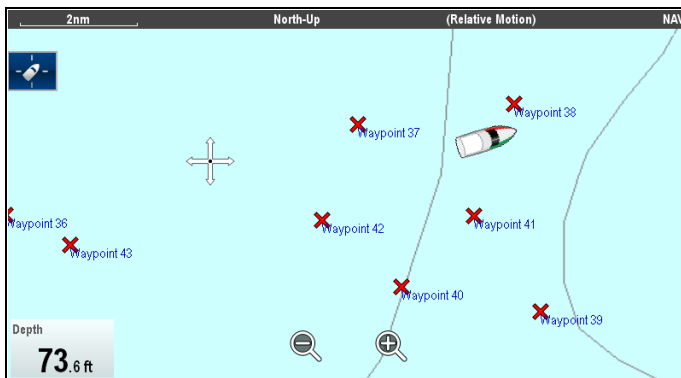 2nm North-Up (Relative Motion) NAV
Waypoint 38
Waypoint 37
Waypoint 36
Waypoint 42
Waypoint 41
Waypoint 43
Waypoint 40
Waypoint 39
Depth
73.6 ft